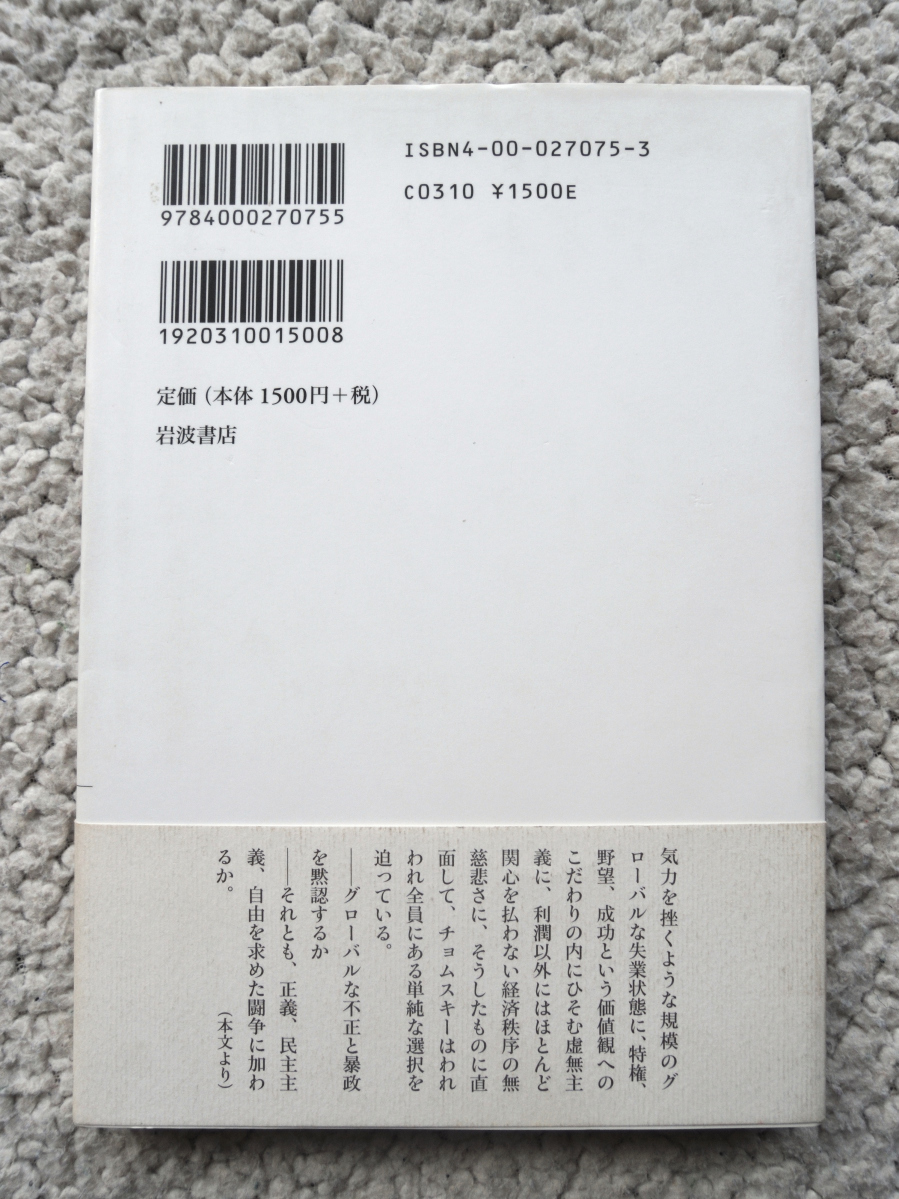 ISBN4-00-027075-3
C0310 ¥1500E
9784000270755
1920310015008
定価（本体 1500円＋税）
岩波書店
気力を挫くような規模のグ
ローバルな失業状態に、特権、
野望、成功という価値観への
こだわりの内にひそむ虚無主
義に、利潤以外にはほとんど
関心を払わない経済秩序の無
慈悲さに、そうしたものに直
面して、チョムスキーはわれ
われ全員にある単純な選択を
迫っている。
――グローバルな不正と暴政
を黙認するか
――それとも、正義、民主主
義、自由を求めた闘争に加わ
るか。
（本文より）